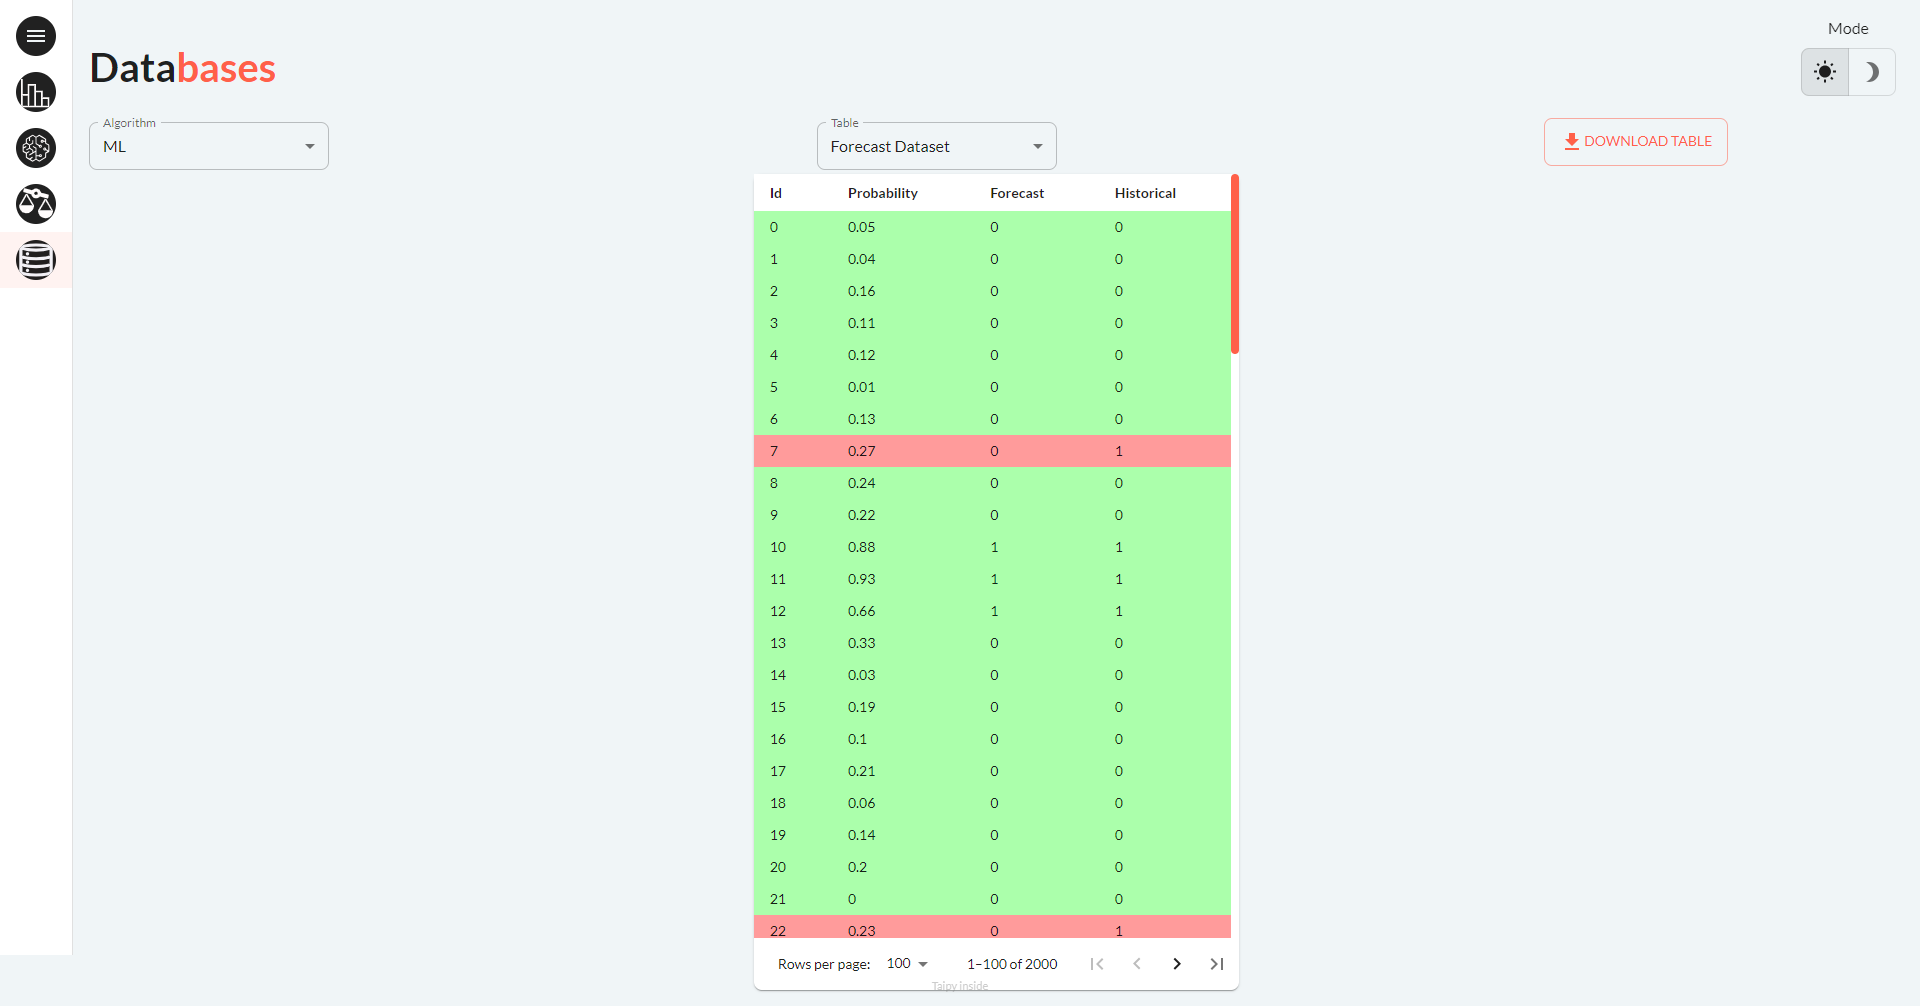 Mode
Databases
Algorithm
ML
Table
Forecast Dataset
DOWNLOAD TABLE
Id Probability Forecast Historical
0 0.05 0 0
1 0.04 0 0
2 0.16 0 0
3 0.11 0 0
4 0.12 0 0
5 0.01 0 0
6 0.13 0 0
7 0.27 0 1
8 0.24 0 0
9 0.22 0 0
10 0.88 1 1
11 0.93 1 1
12 0.66 1 1
13 0.33 0 0
14 0.03 0 0
15 0.19 0 0
16 0.1 0 0
17 0.21 0 0
18 0.06 0 0
19 0.14 0 0
20 0.2 0 0
21 0 0 0
22 0.23 0 1
Rows per page: 100 1–100 of 2000
Taipy inside